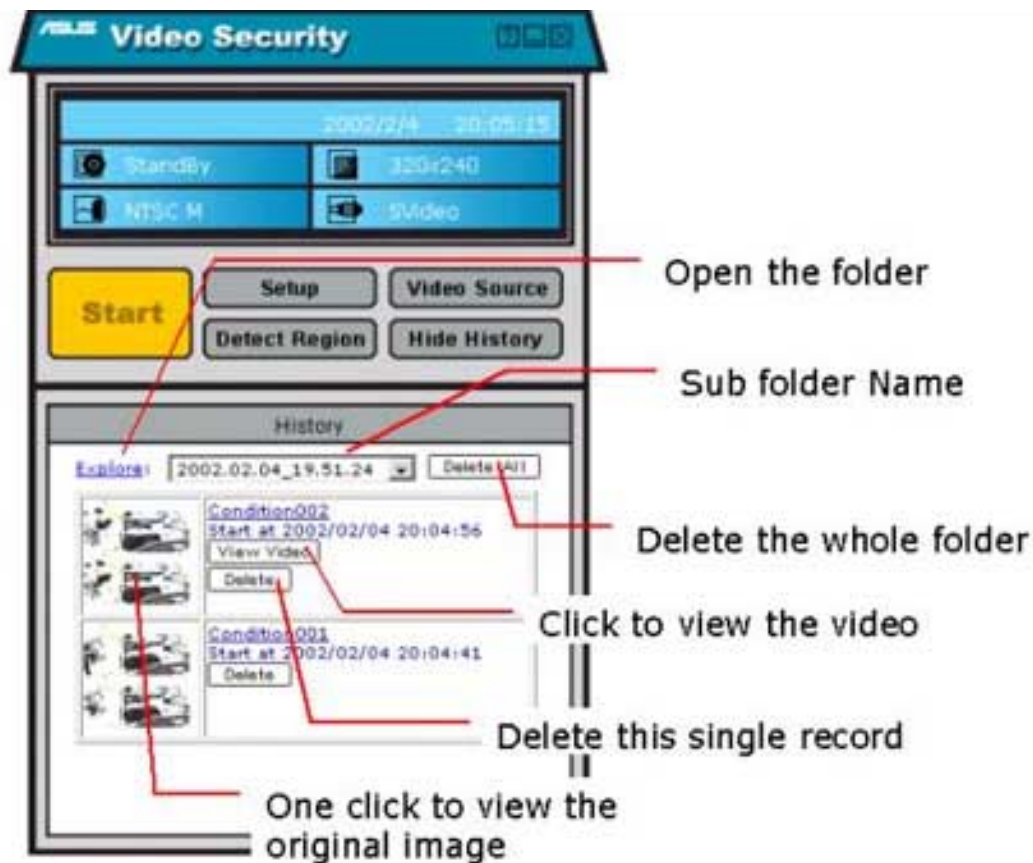 ASUS Video Security
2002/2/4 20:05:15
StandBy 320x240
NTSC M SVideo
Open the folder
Start
Setup
Video Source
Detect Region
Hide History
Sub folder Name
History
Explore: 2002.02.04_19.51.24 Delete All
Condition002
Start at 2002/02/04 20:04:56
View Video
Delete
Delete the whole folder
Click to view the video
Condition001
Start at 2002/02/04 20:04:41
Delete
Delete this single record
One click to view the
original image